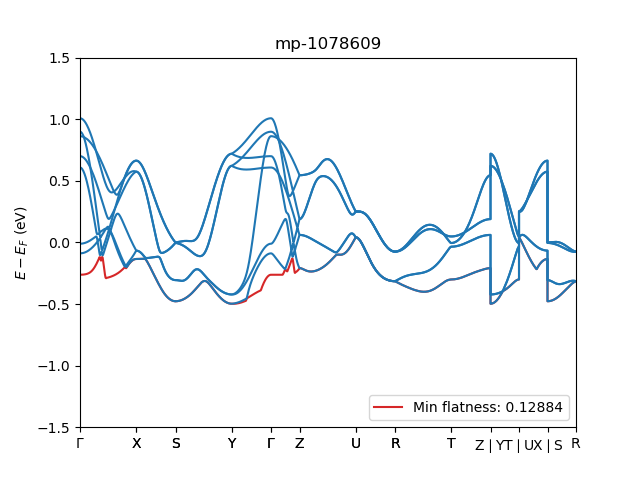 mp-1078609
1.5
1.0
0.5
0.0
−0.5
−1.0
−1.5
E − E_F (eV)
Min flatness: 0.12884
Γ X S Y Γ Z U R T Z | YT | UX | S R